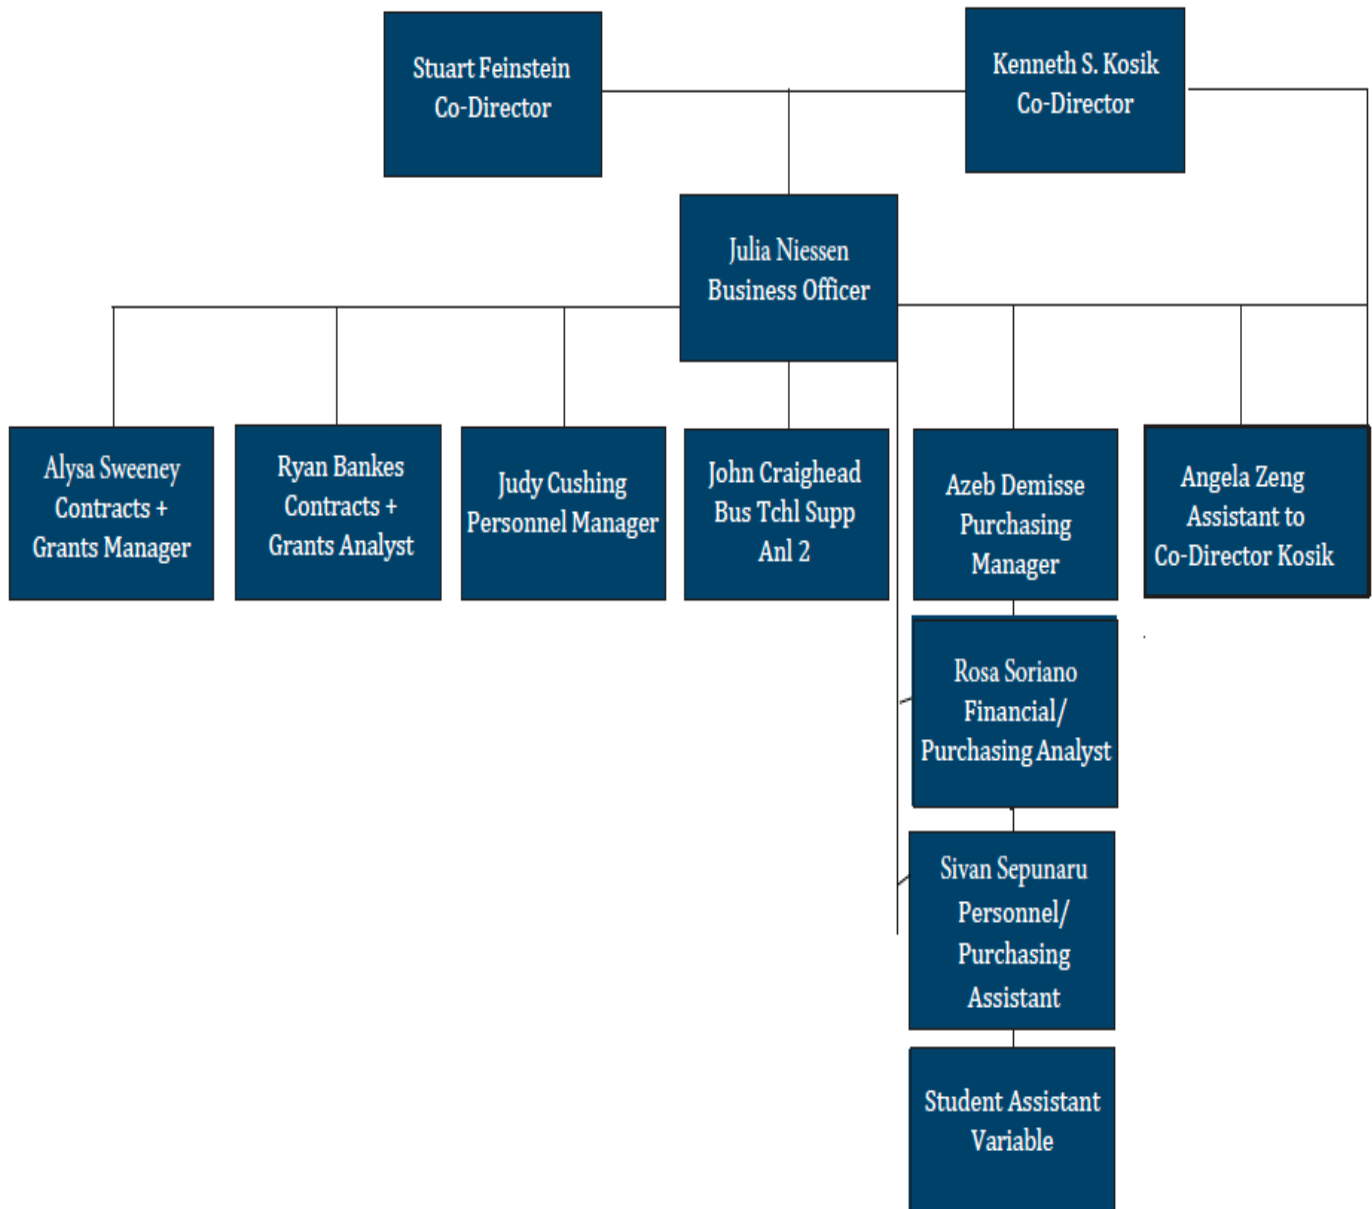 Stuart Feinstein
Co-Director
Kenneth S. Kosik
Co-Director
Julia Niessen
Business Officer
Alysa Sweeney
Contracts +
Grants Manager
Ryan Bankes
Contracts +
Grants Analyst
Judy Cushing
Personnel Manager
John Craighead
Bus Tchl Supp
Anl 2
Azeb Demisse
Purchasing
Manager
Angela Zeng
Assistant to
Co-Director Kosik
Rosa Soriano
Financial/
Purchasing Analyst
Sivan Sepunaru
Personnel/
Purchasing
Assistant
Student Assistant
Variable